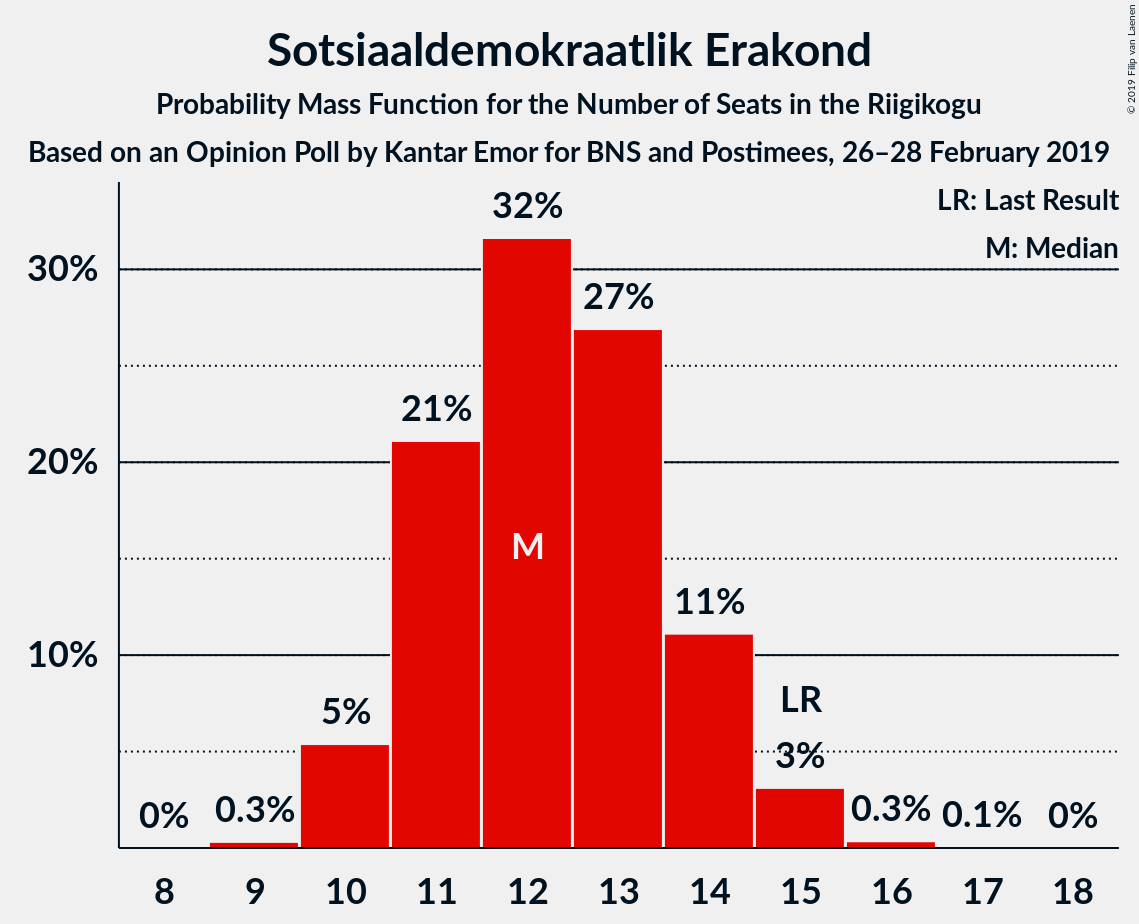 Sotsiaaldemokraatlik Erakond
Probability Mass Function for the Number of Seats in the Riigikogu
Based on an Opinion Poll by Kantar Emor for BNS and Postimees, 26–28 February 2019
© 2019 Filip van Laenen
LR: Last Result
M: Median
30%
20%
10%
0%
0.3%
5%
21%
32%
M
27%
11%
LR
3%
0.3%
0.1%
0%
8 9 10 11 12 13 14 15 16 17 18